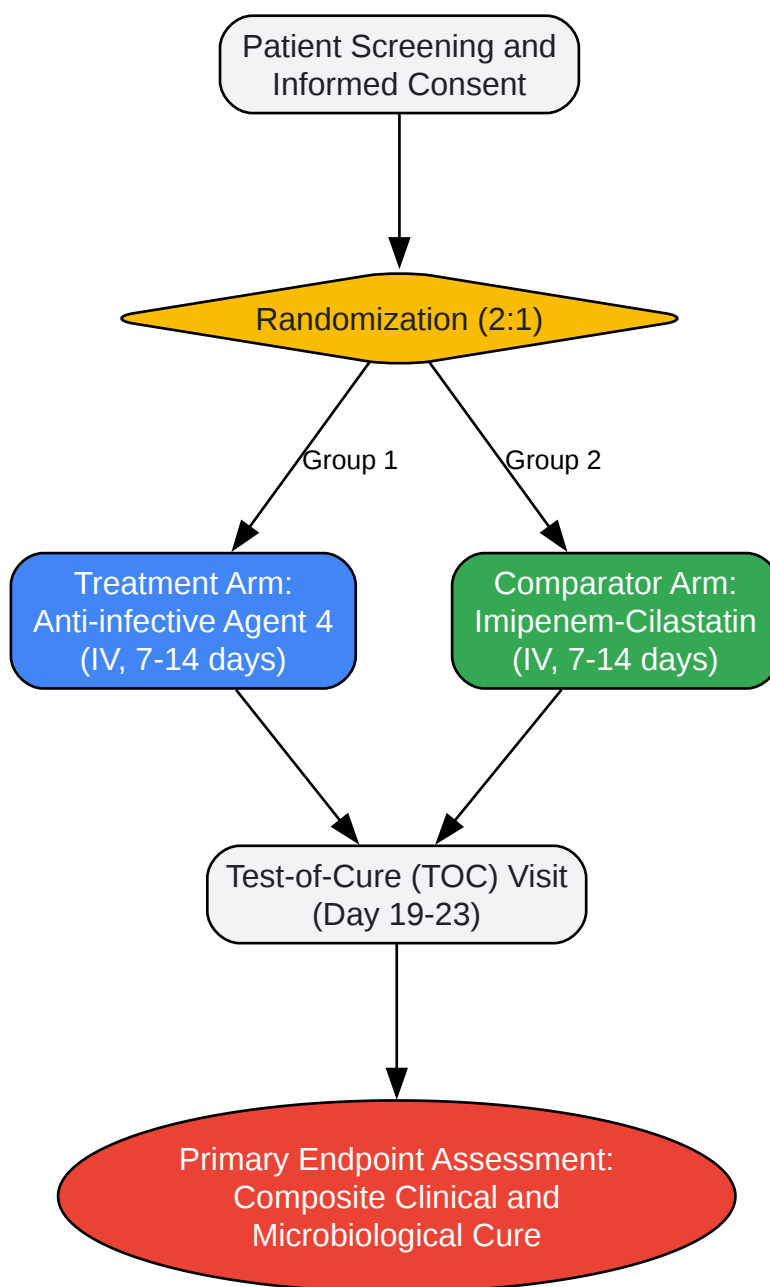 Patient Screening and
Informed Consent
Randomization (2:1)
Group 1
Group 2
Treatment Arm:
Anti-infective Agent 4
(IV, 7-14 days)
Comparator Arm:
Imipenem-Cilastatin
(IV, 7-14 days)
Test-of-Cure (TOC) Visit
(Day 19-23)
Primary Endpoint Assessment:
Composite Clinical and
Microbiological Cure